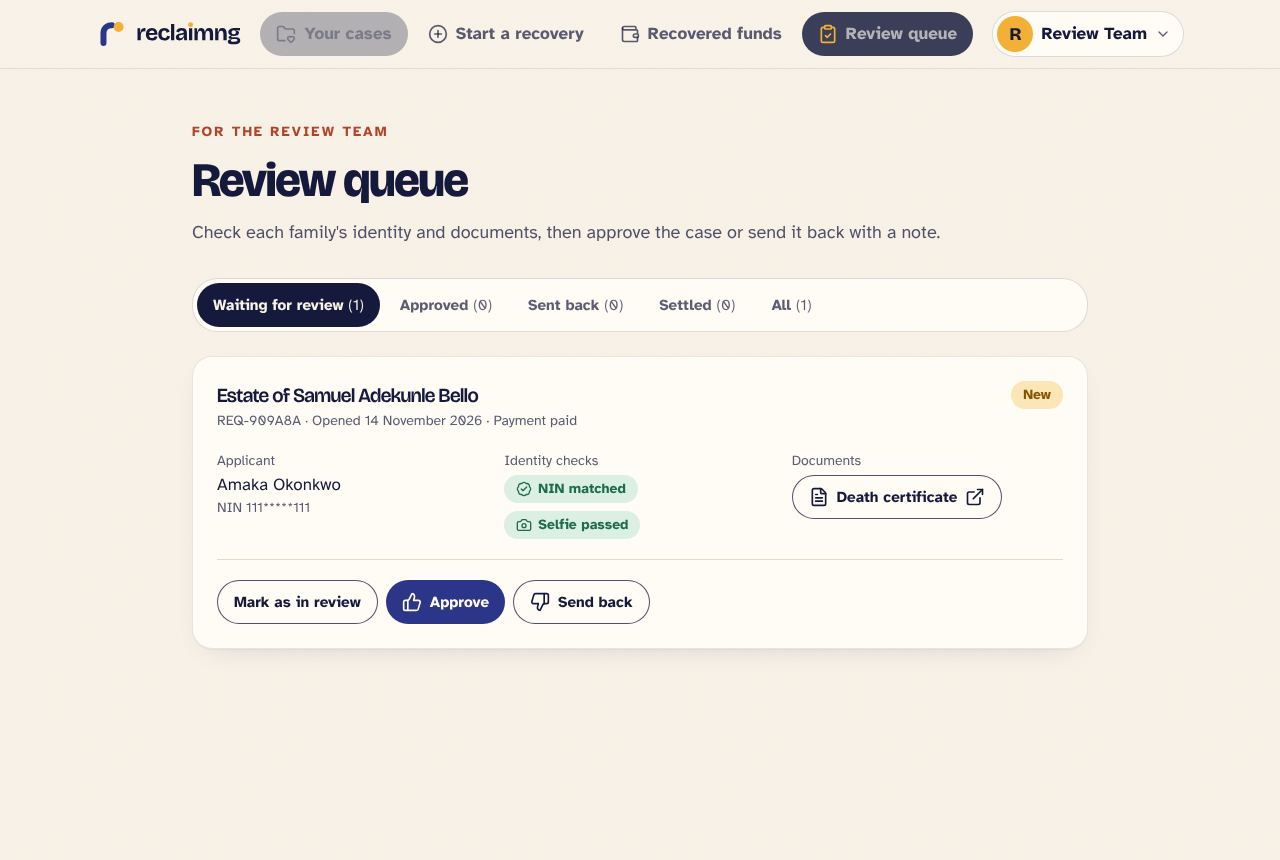 reclaimng
Your cases
Start a recovery
Recovered funds
Review queue
R
Review Team
FOR THE REVIEW TEAM
Review queue
Check each family's identity and documents, then approve the case or send it back with a note.
Waiting for review (1)
Approved (0)
Sent back (0)
Settled (0)
All (1)
Estate of Samuel Adekunle Bello
New
REQ-909A8A · Opened 14 November 2026 · Payment paid
Applicant
Amaka Okonkwo
NIN 111*****111
Identity checks
NIN matched
Selfie passed
Documents
Death certificate
Mark as in review
Approve
Send back